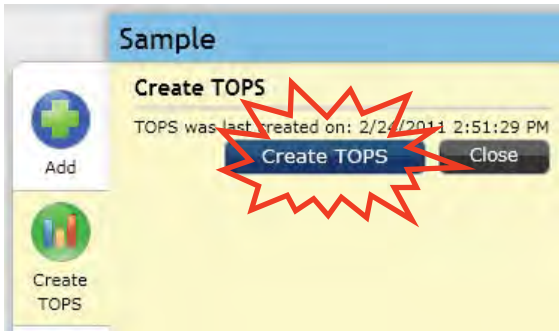 Sample
Create TOPS
TOPS was last created on: 2/24/2011 2:51:29 PM
Create TOPS
Close
Add
Create
TOPS